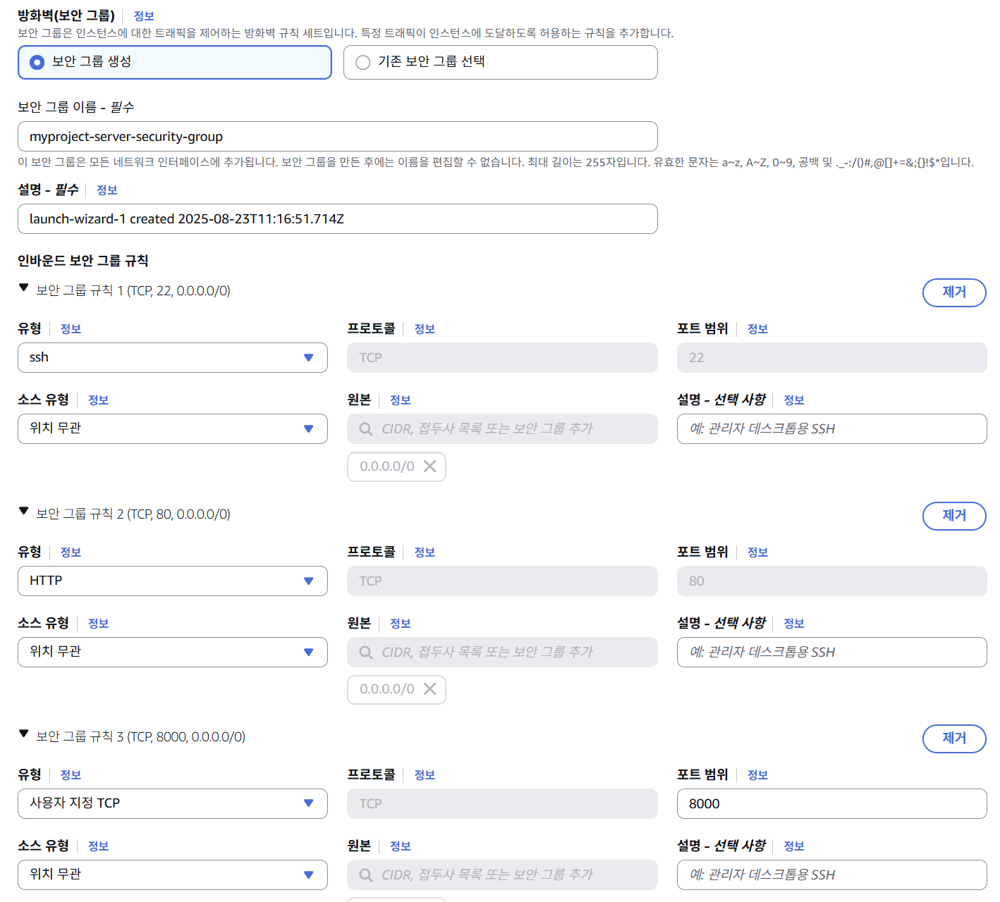 방화벽(보안 그룹) 정보
보안 그룹은 인스턴스에 대한 트래픽을 제어하는 방화벽 규칙 세트입니다. 특정 트래픽이 인스턴스에 도달하도록 허용하는 규칙을 추가합니다.
보안 그룹 생성 기존 보안 그룹 선택
보안 그룹 이름 - 필수
myproject-server-security-group
이 보안 그룹은 모든 네트워크 인터페이스에 추가됩니다. 보안 그룹을 만든 후에는 이름을 편집할 수 없습니다. 최대 길이는 255자입니다. 유효한 문자는 a~z, A~Z, 0~9, 공백 및 ._-:/()#,@[]+=&;{}!$*입니다.
설명 - 필수 정보
launch-wizard-1 created 2025-08-23T11:16:51.714Z
인바운드 보안 그룹 규칙
보안 그룹 규칙 1 (TCP, 22, 0.0.0.0/0) 제거
유형 정보 프로토콜 정보 포트 범위 정보
ssh TCP 22
소스 유형 정보 원본 정보 설명 - 선택 사항 정보
위치 무관 CIDR, 접두사 목록 또는 보안 그룹 추가 예: 관리자 데스크톱용 SSH
0.0.0.0/0
보안 그룹 규칙 2 (TCP, 80, 0.0.0.0/0) 제거
유형 정보 프로토콜 정보 포트 범위 정보
HTTP TCP 80
소스 유형 정보 원본 정보 설명 - 선택 사항 정보
위치 무관 CIDR, 접두사 목록 또는 보안 그룹 추가 예: 관리자 데스크톱용 SSH
0.0.0.0/0
보안 그룹 규칙 3 (TCP, 8000, 0.0.0.0/0) 제거
유형 정보 프로토콜 정보 포트 범위 정보
사용자 지정 TCP TCP 8000
소스 유형 정보 원본 정보 설명 - 선택 사항 정보
위치 무관 CIDR, 접두사 목록 또는 보안 그룹 추가 예: 관리자 데스크톱용 SSH